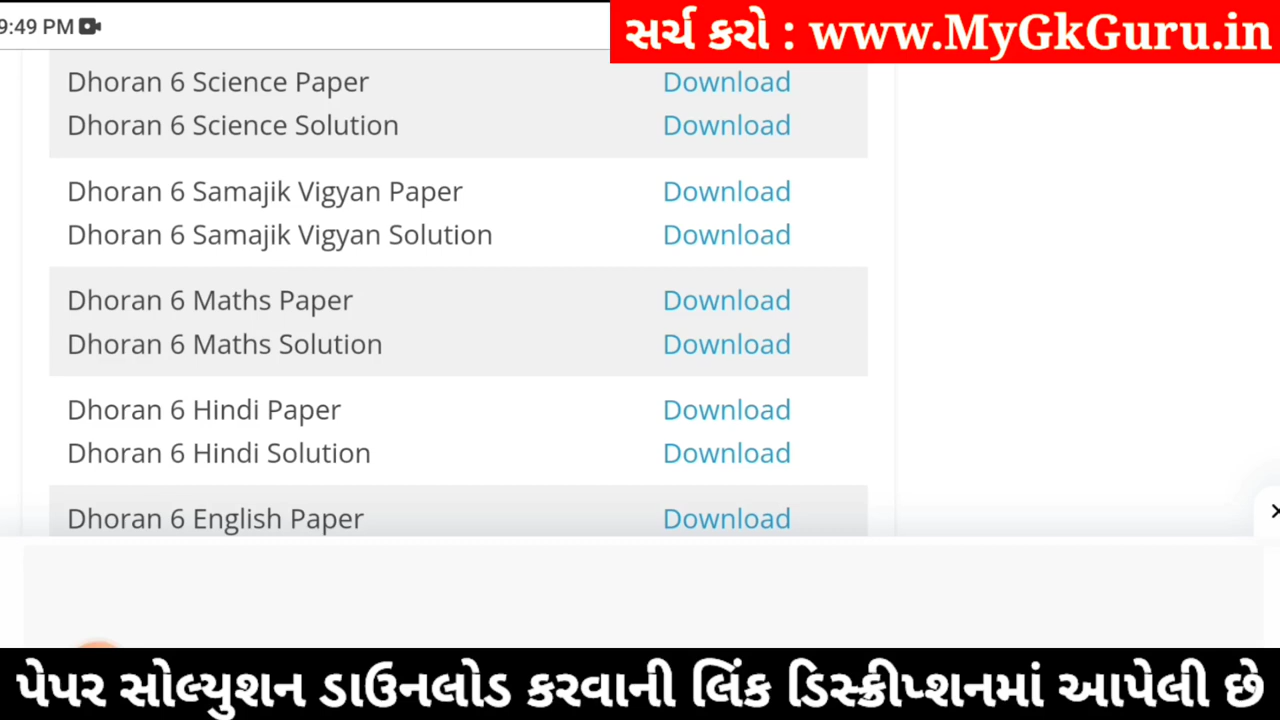 9:49 PM
સર્ચ કરો : www.MyGkGuru.in
Dhoran 6 Science Paper Download
Dhoran 6 Science Solution Download
Dhoran 6 Samajik Vigyan Paper Download
Dhoran 6 Samajik Vigyan Solution Download
Dhoran 6 Maths Paper Download
Dhoran 6 Maths Solution Download
Dhoran 6 Hindi Paper Download
Dhoran 6 Hindi Solution Download
Dhoran 6 English Paper Download
પેપર સોલ્યુશન ડાઉનલોડ કરવાની લિંક ડિસ્ક્રીપ્શનમાં આપેલી છે